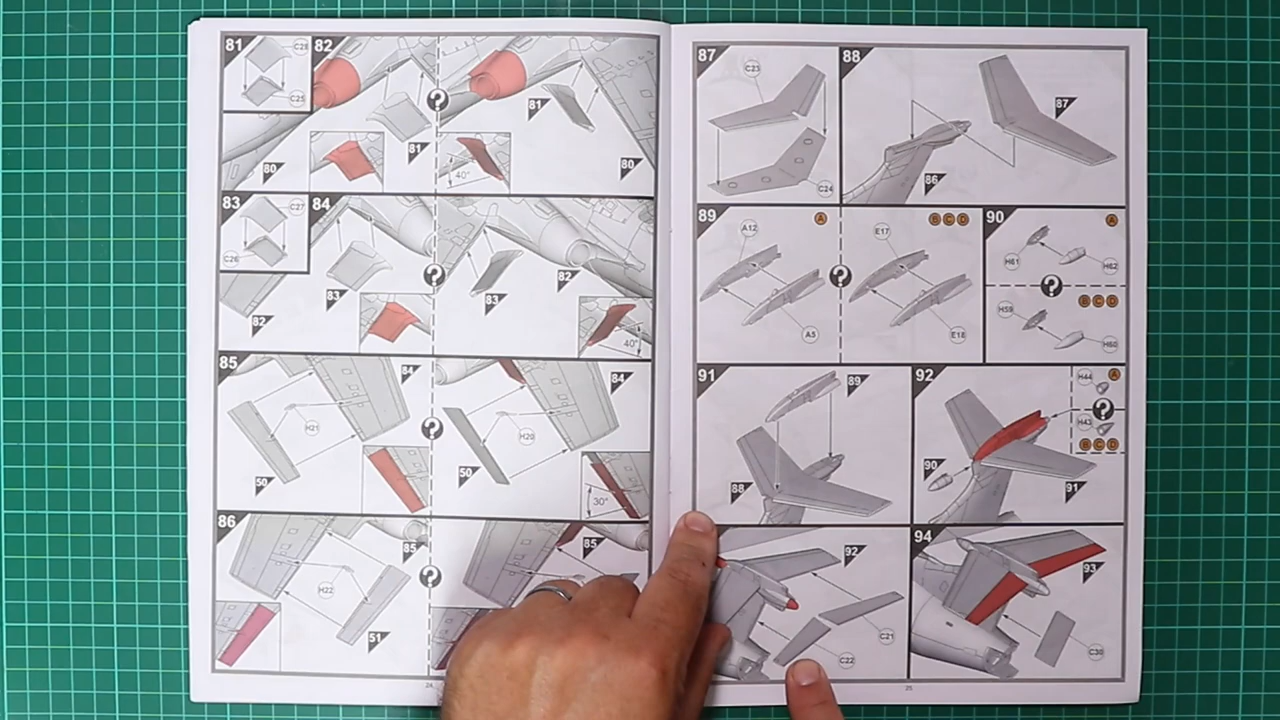 81
C28
C25
82
81
80
81
40°
80
83
C27
C26
84
83
82
82
83
40°
85
84
H21
50
84
H20
50
30°
86
85
H22
51
85
24
87
C23
C24
88
87
86
89
A
A12
A5
B C D
E17
E18
90
A
H61
H62
B C D
H59
H60
91
89
88
92
H44 A
H43
B C D
90
91
92
C21
C22
94
93
C30
25